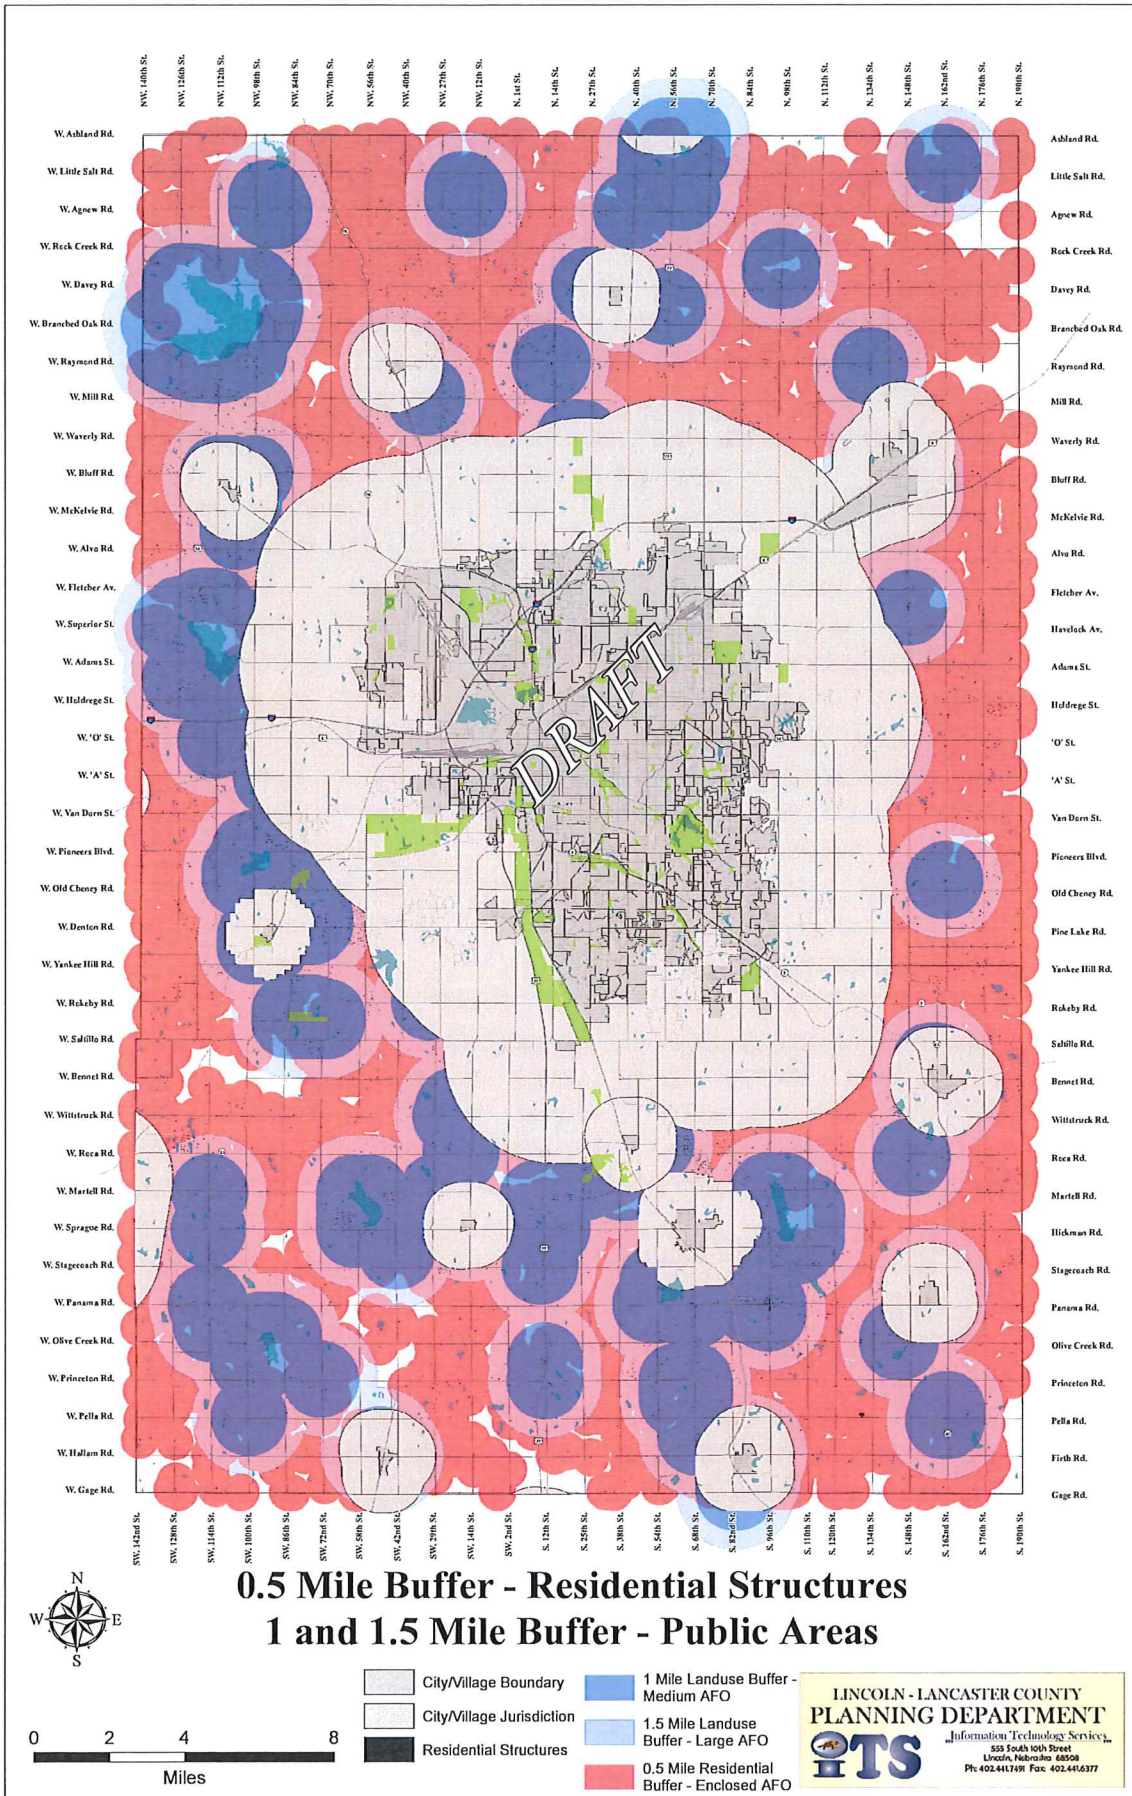 NW. 140th St.
NW. 126th St.
NW. 112th St.
NW. 98th St.
NW. 84th St.
NW. 70th St.
NW. 56th St.
NW. 40th St.
NW. 27th St.
NW. 12th St.
N. 1st St.
N. 14th St.
N. 27th St.
N. 40th St.
N. 56th St.
N. 70th St.
N. 84th St.
N. 98th St.
N. 112th St.
N. 134th St.
N. 148th St.
N. 162nd St.
N. 176th St.
N. 190th St.
W. Ashland Rd.
W. Little Salt Rd.
W. Agnew Rd.
W. Rock Creek Rd.
W. Davey Rd.
W. Branched Oak Rd.
W. Raymond Rd.
W. Mill Rd.
W. Waverly Rd.
W. Bluff Rd.
W. McKelvie Rd.
W. Alvo Rd.
W. Fletcher Av.
W. Superior St.
W. Adams St.
W. Holdrege St.
W. 'O' St.
W. 'A' St.
W. Van Dorn St.
W. Pioneers Blvd.
W. Old Cheney Rd.
W. Denton Rd.
W. Yankee Hill Rd.
W. Rokeby Rd.
W. Saltillo Rd.
W. Bennet Rd.
W. Wittstruck Rd.
W. Roca Rd.
W. Martell Rd.
W. Sprague Rd.
W. Stagecoach Rd.
W. Panama Rd.
W. Olive Creek Rd.
W. Princeton Rd.
W. Pella Rd.
W. Hallam Rd.
W. Gage Rd.
Ashland Rd.
Little Salt Rd.
Agnew Rd.
Rock Creek Rd.
Davey Rd.
Branched Oak Rd.
Raymond Rd.
Mill Rd.
Waverly Rd.
Bluff Rd.
McKelvie Rd.
Alvo Rd.
Fletcher Av.
Havelock Av.
Adams St.
Holdrege St.
'O' St.
'A' St.
Van Dorn St.
Pioneers Blvd.
Old Cheney Rd.
Pine Lake Rd.
Yankee Hill Rd.
Rokeby Rd.
Saltillo Rd.
Bennet Rd.
Wittstruck Rd.
Roca Rd.
Martell Rd.
Hickman Rd.
Stagecoach Rd.
Panama Rd.
Olive Creek Rd.
Princeton Rd.
Pella Rd.
Firth Rd.
Gage Rd.
DRAFT
SW. 142nd St.
SW. 128th St.
SW. 114th St.
SW. 100th St.
SW. 86th St.
SW. 72nd St.
SW. 58th St.
SW. 42nd St.
SW. 29th St.
SW. 14th St.
SW. 2nd St.
S. 12th St.
S. 25th St.
S. 38th St.
S. 54th St.
S. 68th St.
S. 82nd St.
S. 96th St.
S. 110th St.
S. 120th St.
S. 134th St.
S. 148th St.
S. 162nd St.
S. 176th St.
S. 190th St.
N
W
E
S
0.5 Mile Buffer - Residential Structures
1 and 1.5 Mile Buffer - Public Areas
City/Village Boundary
City/Village Jurisdiction
Residential Structures
1 Mile Landuse Buffer -
Medium AFO
1.5 Mile Landuse
Buffer - Large AFO
0.5 Mile Residential
Buffer - Enclosed AFO
0 2 4 8
Miles
LINCOLN - LANCASTER COUNTY
PLANNING DEPARTMENT
ITS
Information Technology Services
555 South 10th Street
Lincoln, Nebraska 68508
Ph: 402.441.7491 Fax: 402.441.6377